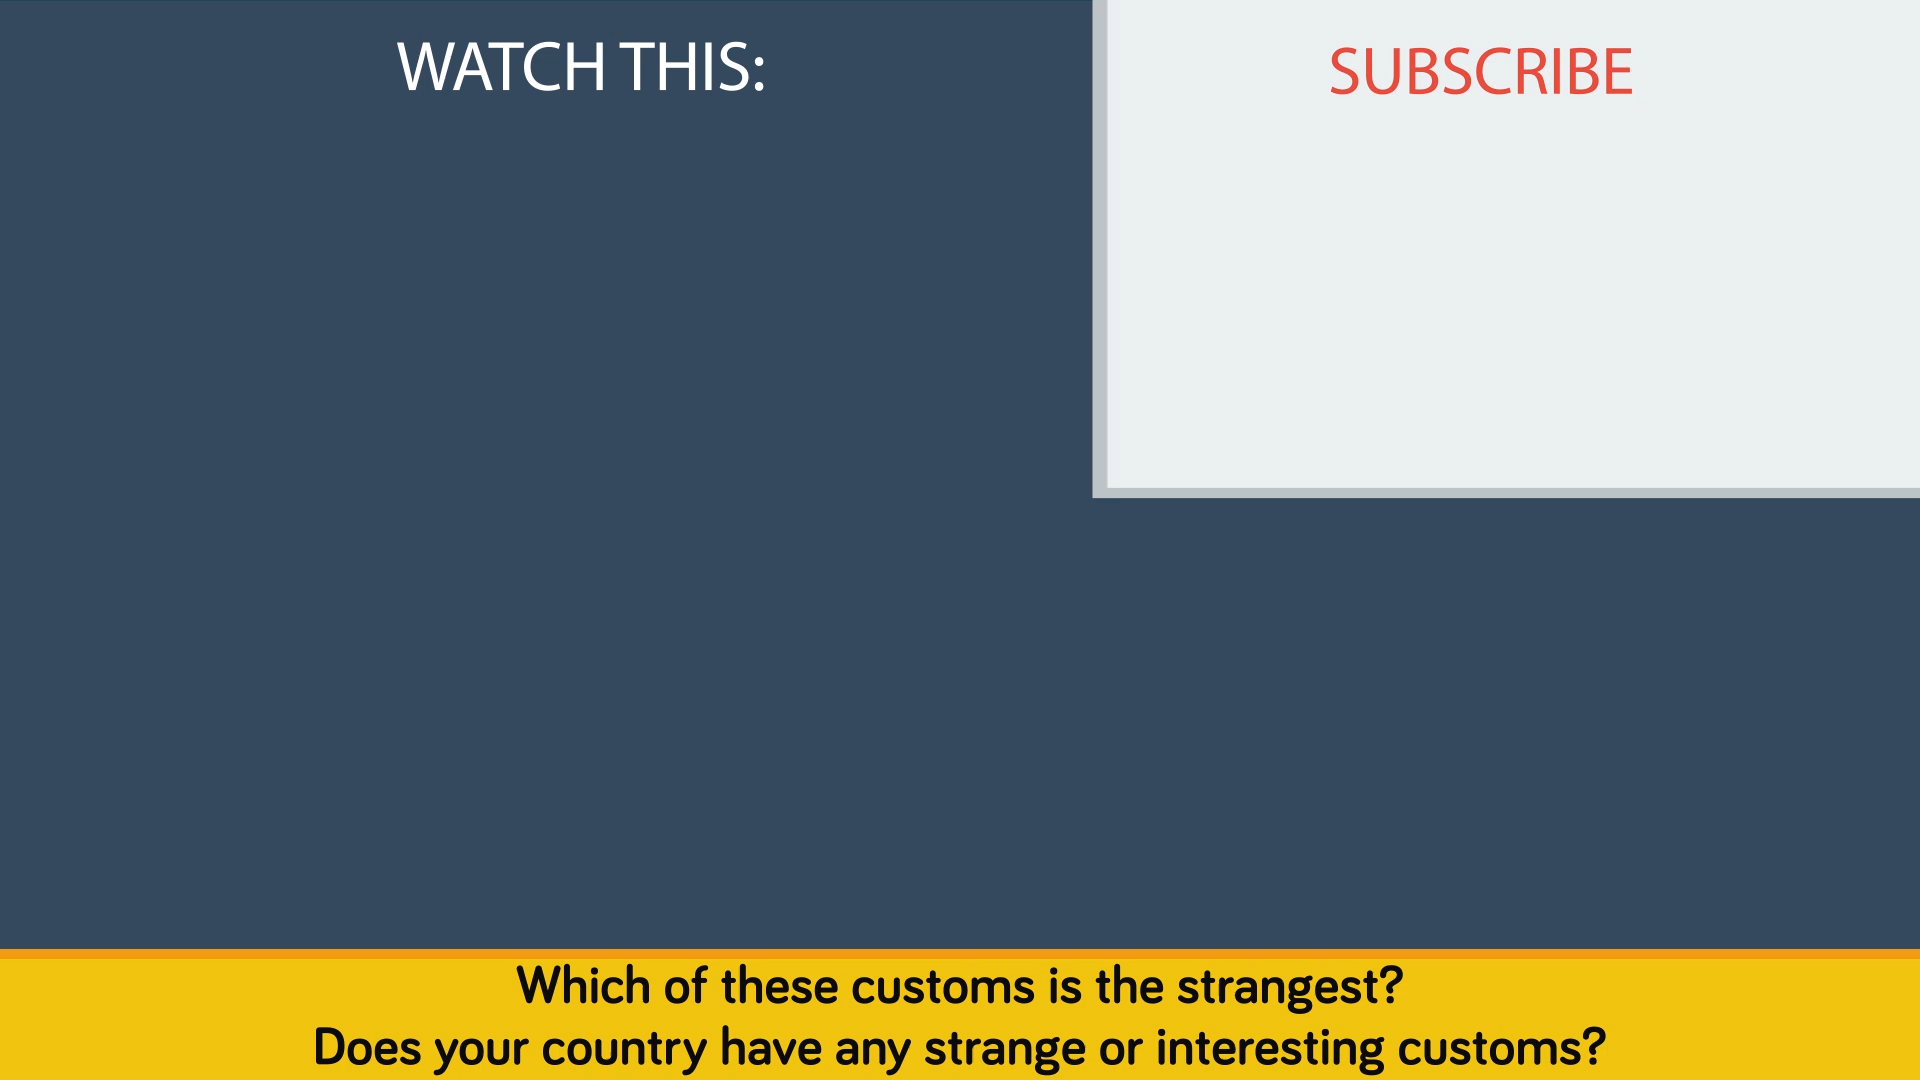 WATCH THIS:
SUBSCRIBE
Which of these customs is the strangest?
Does your country have any strange or interesting customs?